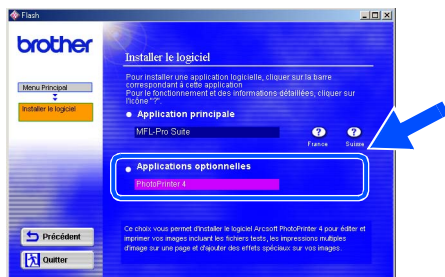 Flash
brother
Installer le logiciel
Pour installer une application logicielle, cliquer sur la barre
correspondant à cette application
Pour le fonctionnement et des informations détaillées, cliquer sur
l'icône "?".
Menu Principal
Installer le logiciel
Application principale
MFL-Pro Suite
?
?
France
Suisse
Applications optionnelles
PhotoPrinter 4
Ce choix vous permet d'installer le logiciel Arcsoft PhotoPrinter 4 pour éditer et
imprimer vos images incluant les fichiers tests, les impressions multiples
d'image sur une page et d'ajouter des effets spéciaux sur vos images.
Précédent
Quitter